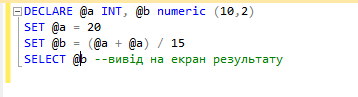 DECLARE @a INT, @b numeric (10,2)
SET @a = 20
SET @b = (@a + @a) / 15
SELECT @b --вивід на екран результату